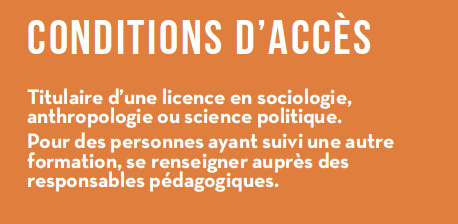 CONDITIONS D'ACCÈS
Titulaire d'une licence en sociologie,
anthropologie ou science politique.
Pour des personnes ayant suivi une autre
formation, se renseigner auprès des
responsables pédagogiques.